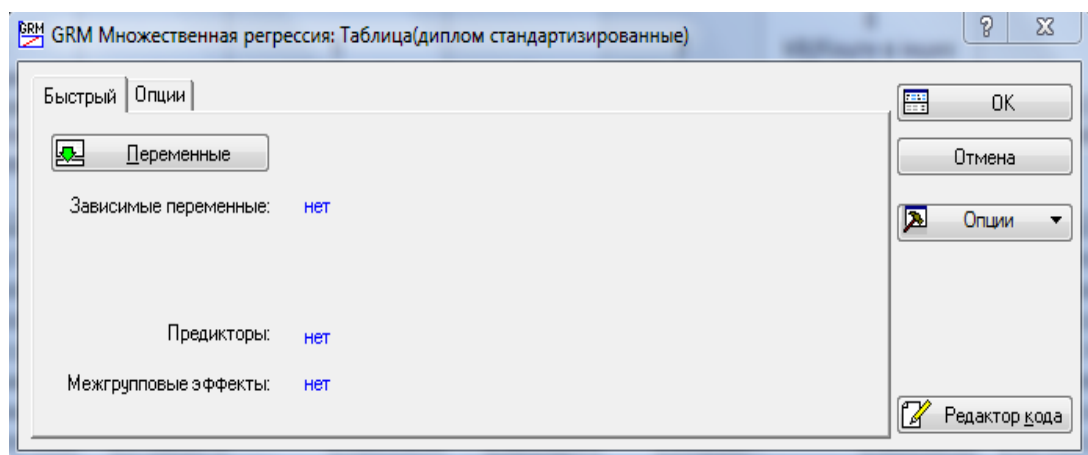 GRM GRM Множественная регрессия: Таблица(диплом стандартизированные)
Быстрый Опции
Переменные
Зависимые переменные: нет
Предикторы: нет
Межгрупповые эффекты: нет
OK
Отмена
Опции
Редактор кода